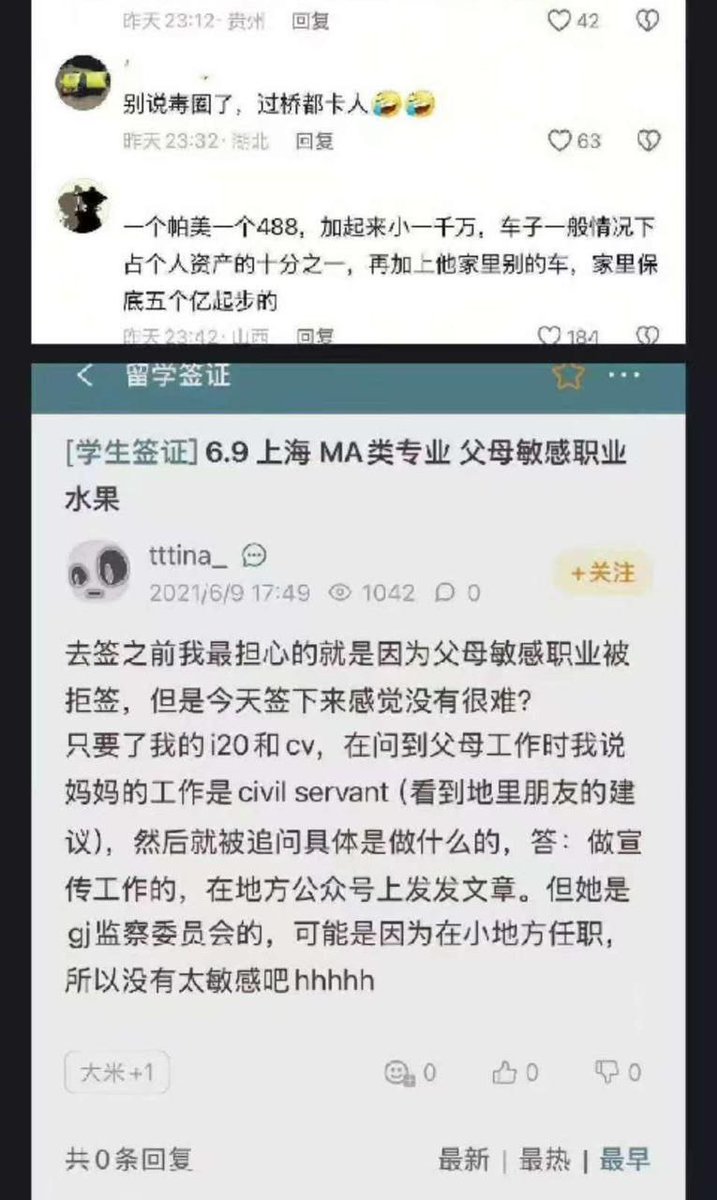 昨天 23:12· 贵州 回复 42
别说毒圈了，过桥都卡人🤣🤣
昨天 23:32· 湖北 回复 63
一个帕美一个488，加起来小一千万，车子一般情况下
占个人资产的十分之一，再加上他家里别的车，家里保
底五个亿起步的
昨天 23:42· 山西 回复 184
留学签证
[学生签证] 6.9 上海 MA类专业 父母敏感职业
水果
tttina_
2021/6/9 17:49 1042 0
+关注
去签之前我最担心的就是因为父母敏感职业被
拒签，但是今天签下来感觉没有很难？
只要了我的i20和cv，在问到父母工作时我说
妈妈的工作是civil servant（看到地里朋友的建
议），然后就被追问具体是做什么的，答：做宣
传工作的，在地方公众号上发发文章。但她是
gj监察委员会的，可能是因为在小地方任职，
所以没有太敏感吧hhhhh
大米+1 0 0 0
共0条回复 最新 | 最热 | 最早